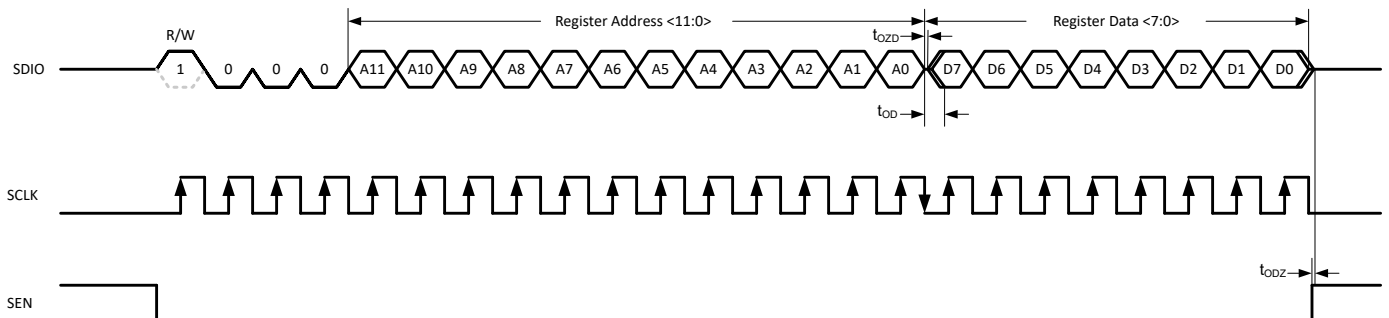 Register Address <11:0> Register Data <7:0>
R/W tOZD
SDIO 1 0 0 0 A11 A10 A9 A8 A7 A6 A5 A4 A3 A2 A1 A0 D7 D6 D5 D4 D3 D2 D1 D0
tOD
SCLK
tODZ
SEN